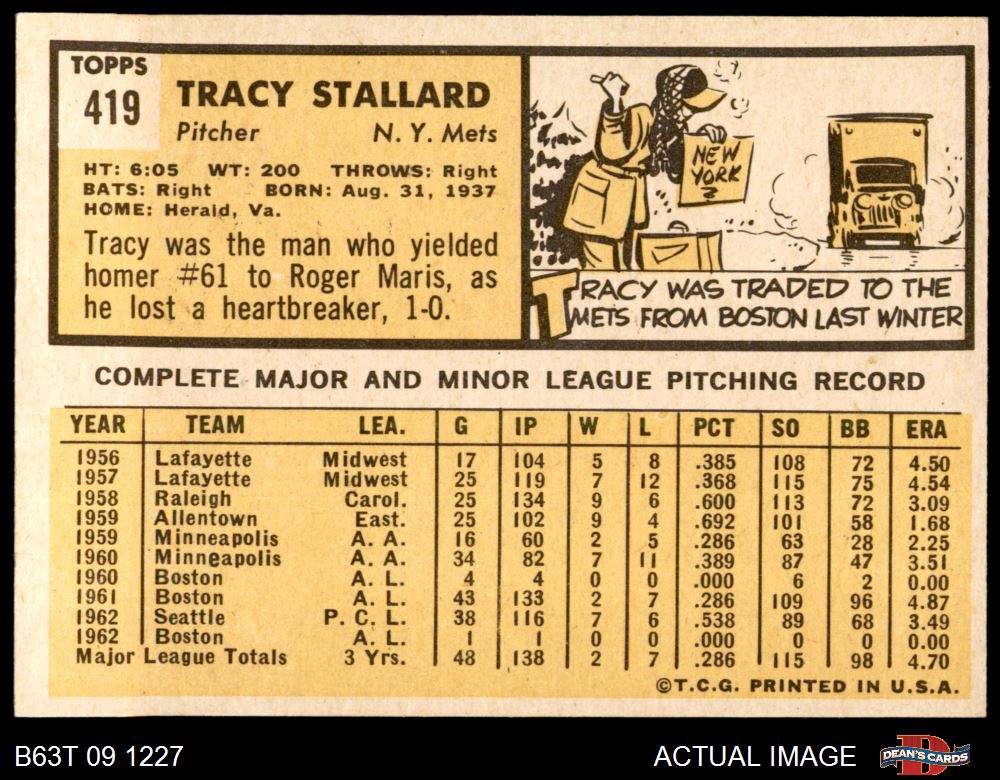 TOPPS
419
TRACY STALLARD
Pitcher N. Y. Mets
HT: 6:05 WT: 200 THROWS: Right
BATS: Right BORN: Aug. 31, 1937
HOME: Herald, Va.
Tracy was the man who yielded
homer #61 to Roger Maris, as
he lost a heartbreaker, 1-0.
NEW
YORK
?
TRACY WAS TRADED TO THE
METS FROM BOSTON LAST WINTER
COMPLETE MAJOR AND MINOR LEAGUE PITCHING RECORD
YEAR TEAM LEA. G IP W L PCT SO BB ERA
1956 Lafayette Midwest 17 104 5 8 .385 108 72 4.50
1957 Lafayette Midwest 25 119 7 12 .368 115 75 4.54
1958 Raleigh Carol. 25 134 9 6 .600 113 72 3.09
1959 Allentown East. 25 102 9 4 .692 101 58 1.68
1959 Minneapolis A. A. 16 60 2 5 .286 63 28 2.25
1960 Minneapolis A. A. 34 82 7 11 .389 87 47 3.51
1960 Boston A. L. 4 4 0 0 .000 6 2 0.00
1961 Boston A. L. 43 133 2 7 .286 109 96 4.87
1962 Seattle P. C. L. 38 116 7 6 .538 89 68 3.49
1962 Boston A. L. 1 1 0 0 .000 0 0 0.00
Major League Totals 3 Yrs. 48 138 2 7 .286 115 98 4.70
©T.C.G. PRINTED IN U.S.A.
B63T 09 1227 ACTUAL IMAGE DEAN'S CARDS